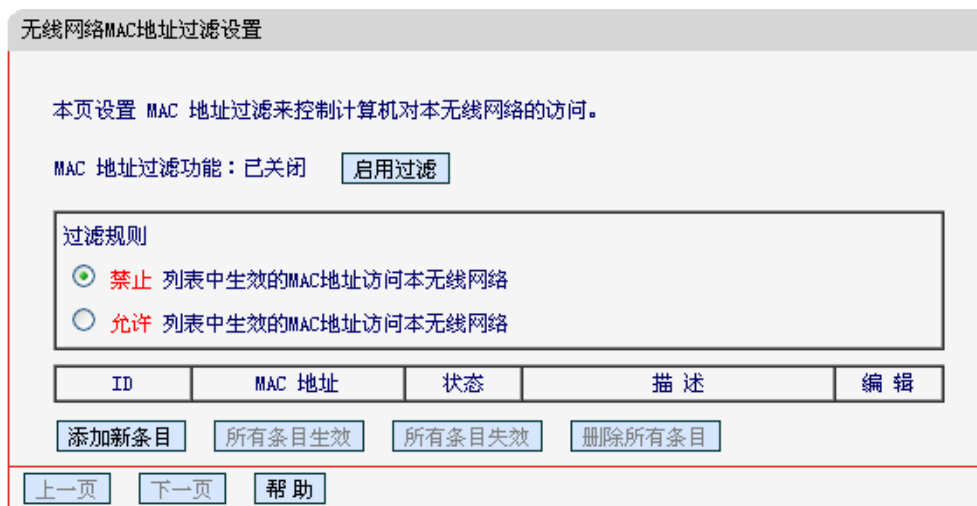 无线网络MAC地址过滤设置
本页设置 MAC 地址过滤来控制计算机对本无线网络的访问。
MAC 地址过滤功能：已关闭 启用过滤
过滤规则
禁止 列表中生效的MAC地址访问本无线网络
允许 列表中生效的MAC地址访问本无线网络
ID MAC 地址 状态 描 述 编 辑
添加新条目 所有条目生效 所有条目失效 删除所有条目
上一页 下一页 帮 助